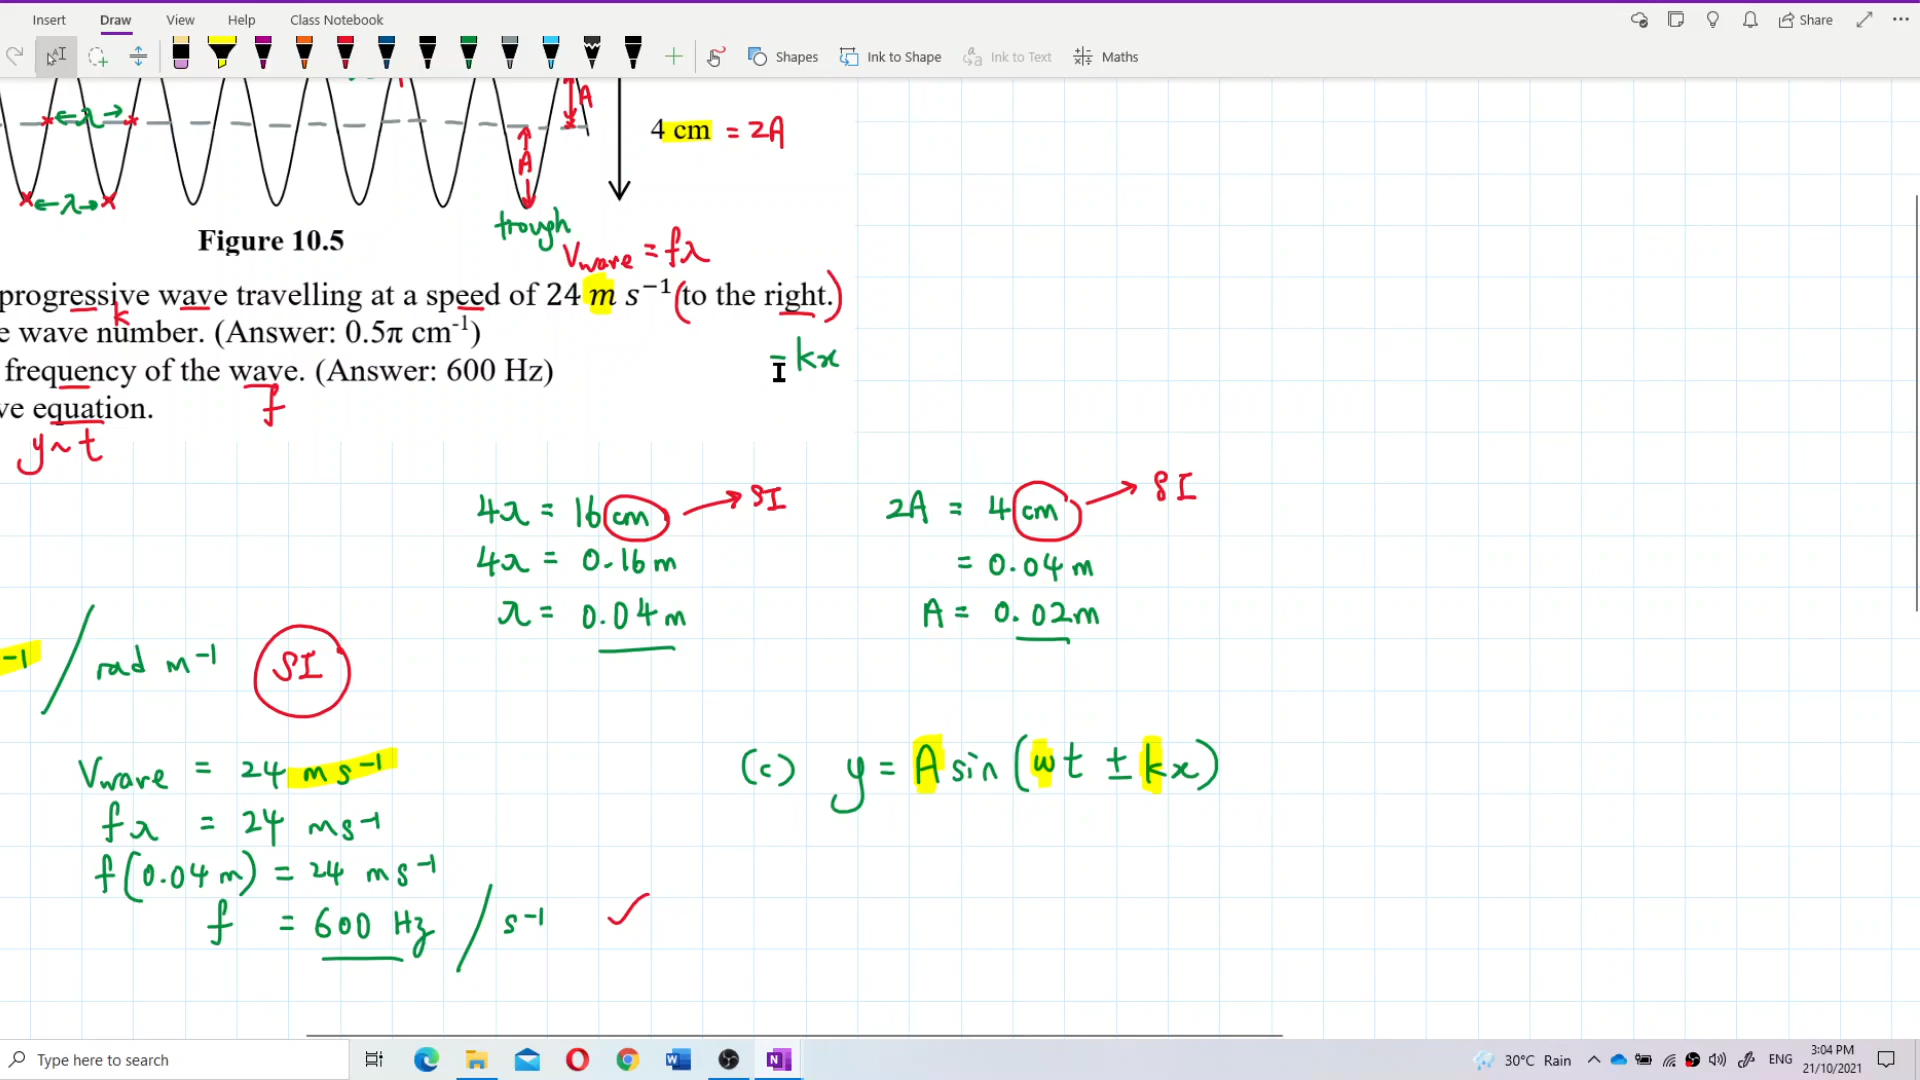 Insert Draw View Help Class Notebook Share
Shapes Ink to Shape Ink to Text Maths
A
←λ→
4 cm = 2A
A
←λ→
trough
Figure 10.5
Vwave = fλ
progressive wave travelling at a speed of 24 m s⁻¹ (to the right.)
k
e wave number. (Answer: 0.5π cm⁻¹)
= kx
frequency of the wave. (Answer: 600 Hz)
f
ve equation.
y ~ t
4λ = 16 cm → SI
2A = 4 cm → SI
4λ = 0.16 m
= 0.04 m
λ = 0.04 m
A = 0.02 m
-1 / rad m⁻¹ SI
Vwave = 24 m s⁻¹
(c) y = A sin (ωt ± kx)
fλ = 24 ms⁻¹
f(0.04 m) = 24 ms⁻¹
f = 600 Hz / s⁻¹
Type here to search
30°C Rain
ENG
3:04 PM
21/10/2021